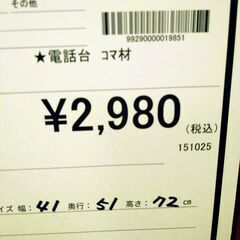 その他
99290000019851
★電話台 コマ材
¥2,980
(税込)
151025
イズ 幅: 41 奥行: 51 高さ: 72 cm